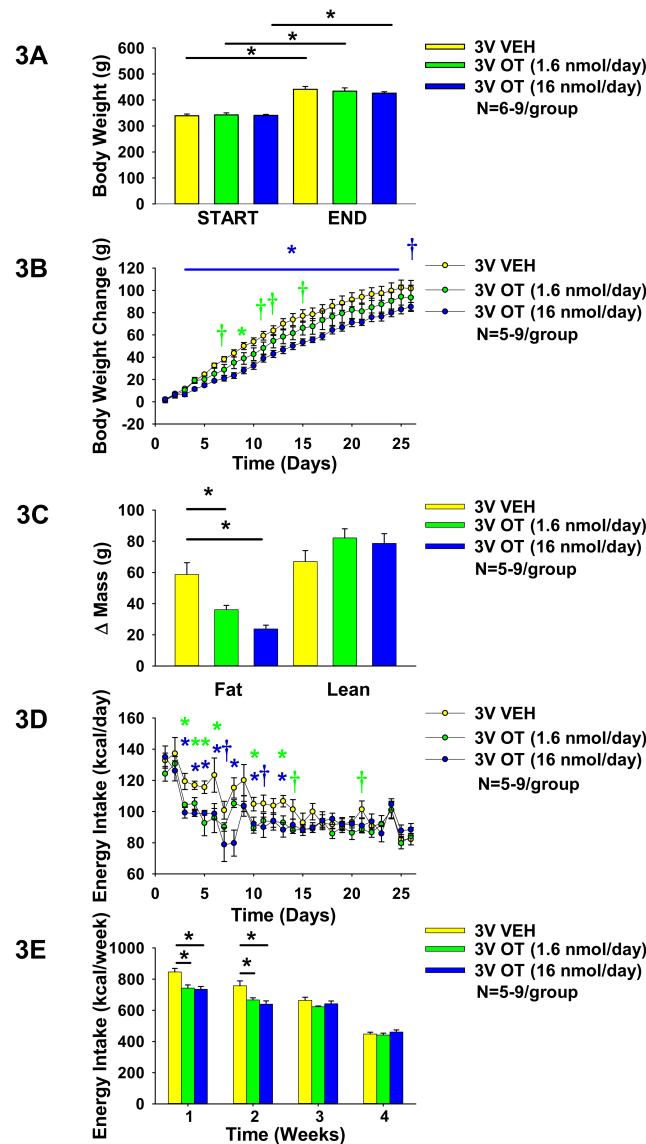 3A
Body Weight (g)
600
500
400
300
200
100
0
START
END
*
*
*
3V VEH
3V OT (1.6 nmol/day)
3V OT (16 nmol/day)
N=6-9/group
3B
Body Weight Change (g)
120
100
80
60
40
20
0
-20
0 5 10 15 20 25
Time (Days)
* †
† * † † †
3V VEH
3V OT (1.6 nmol/day)
3V OT (16 nmol/day)
N=5-9/group
3C
Δ Mass (g)
100
80
60
40
20
0
Fat
Lean
*
*
3V VEH
3V OT (1.6 nmol/day)
3V OT (16 nmol/day)
N=5-9/group
3D
Energy Intake (kcal/day)
160
140
120
100
80
60
0 5 10 15 20 25
Time (Days)
* * * * * * † †
* * * * † * * † *
3V VEH
3V OT (1.6 nmol/day)
3V OT (16 nmol/day)
N=5-9/group
3E
Energy Intake (kcal/week)
1000
800
600
400
200
0
1 2 3 4
Time (Weeks)
* *
* *
3V VEH
3V OT (1.6 nmol/day)
3V OT (16 nmol/day)
N=5-9/group